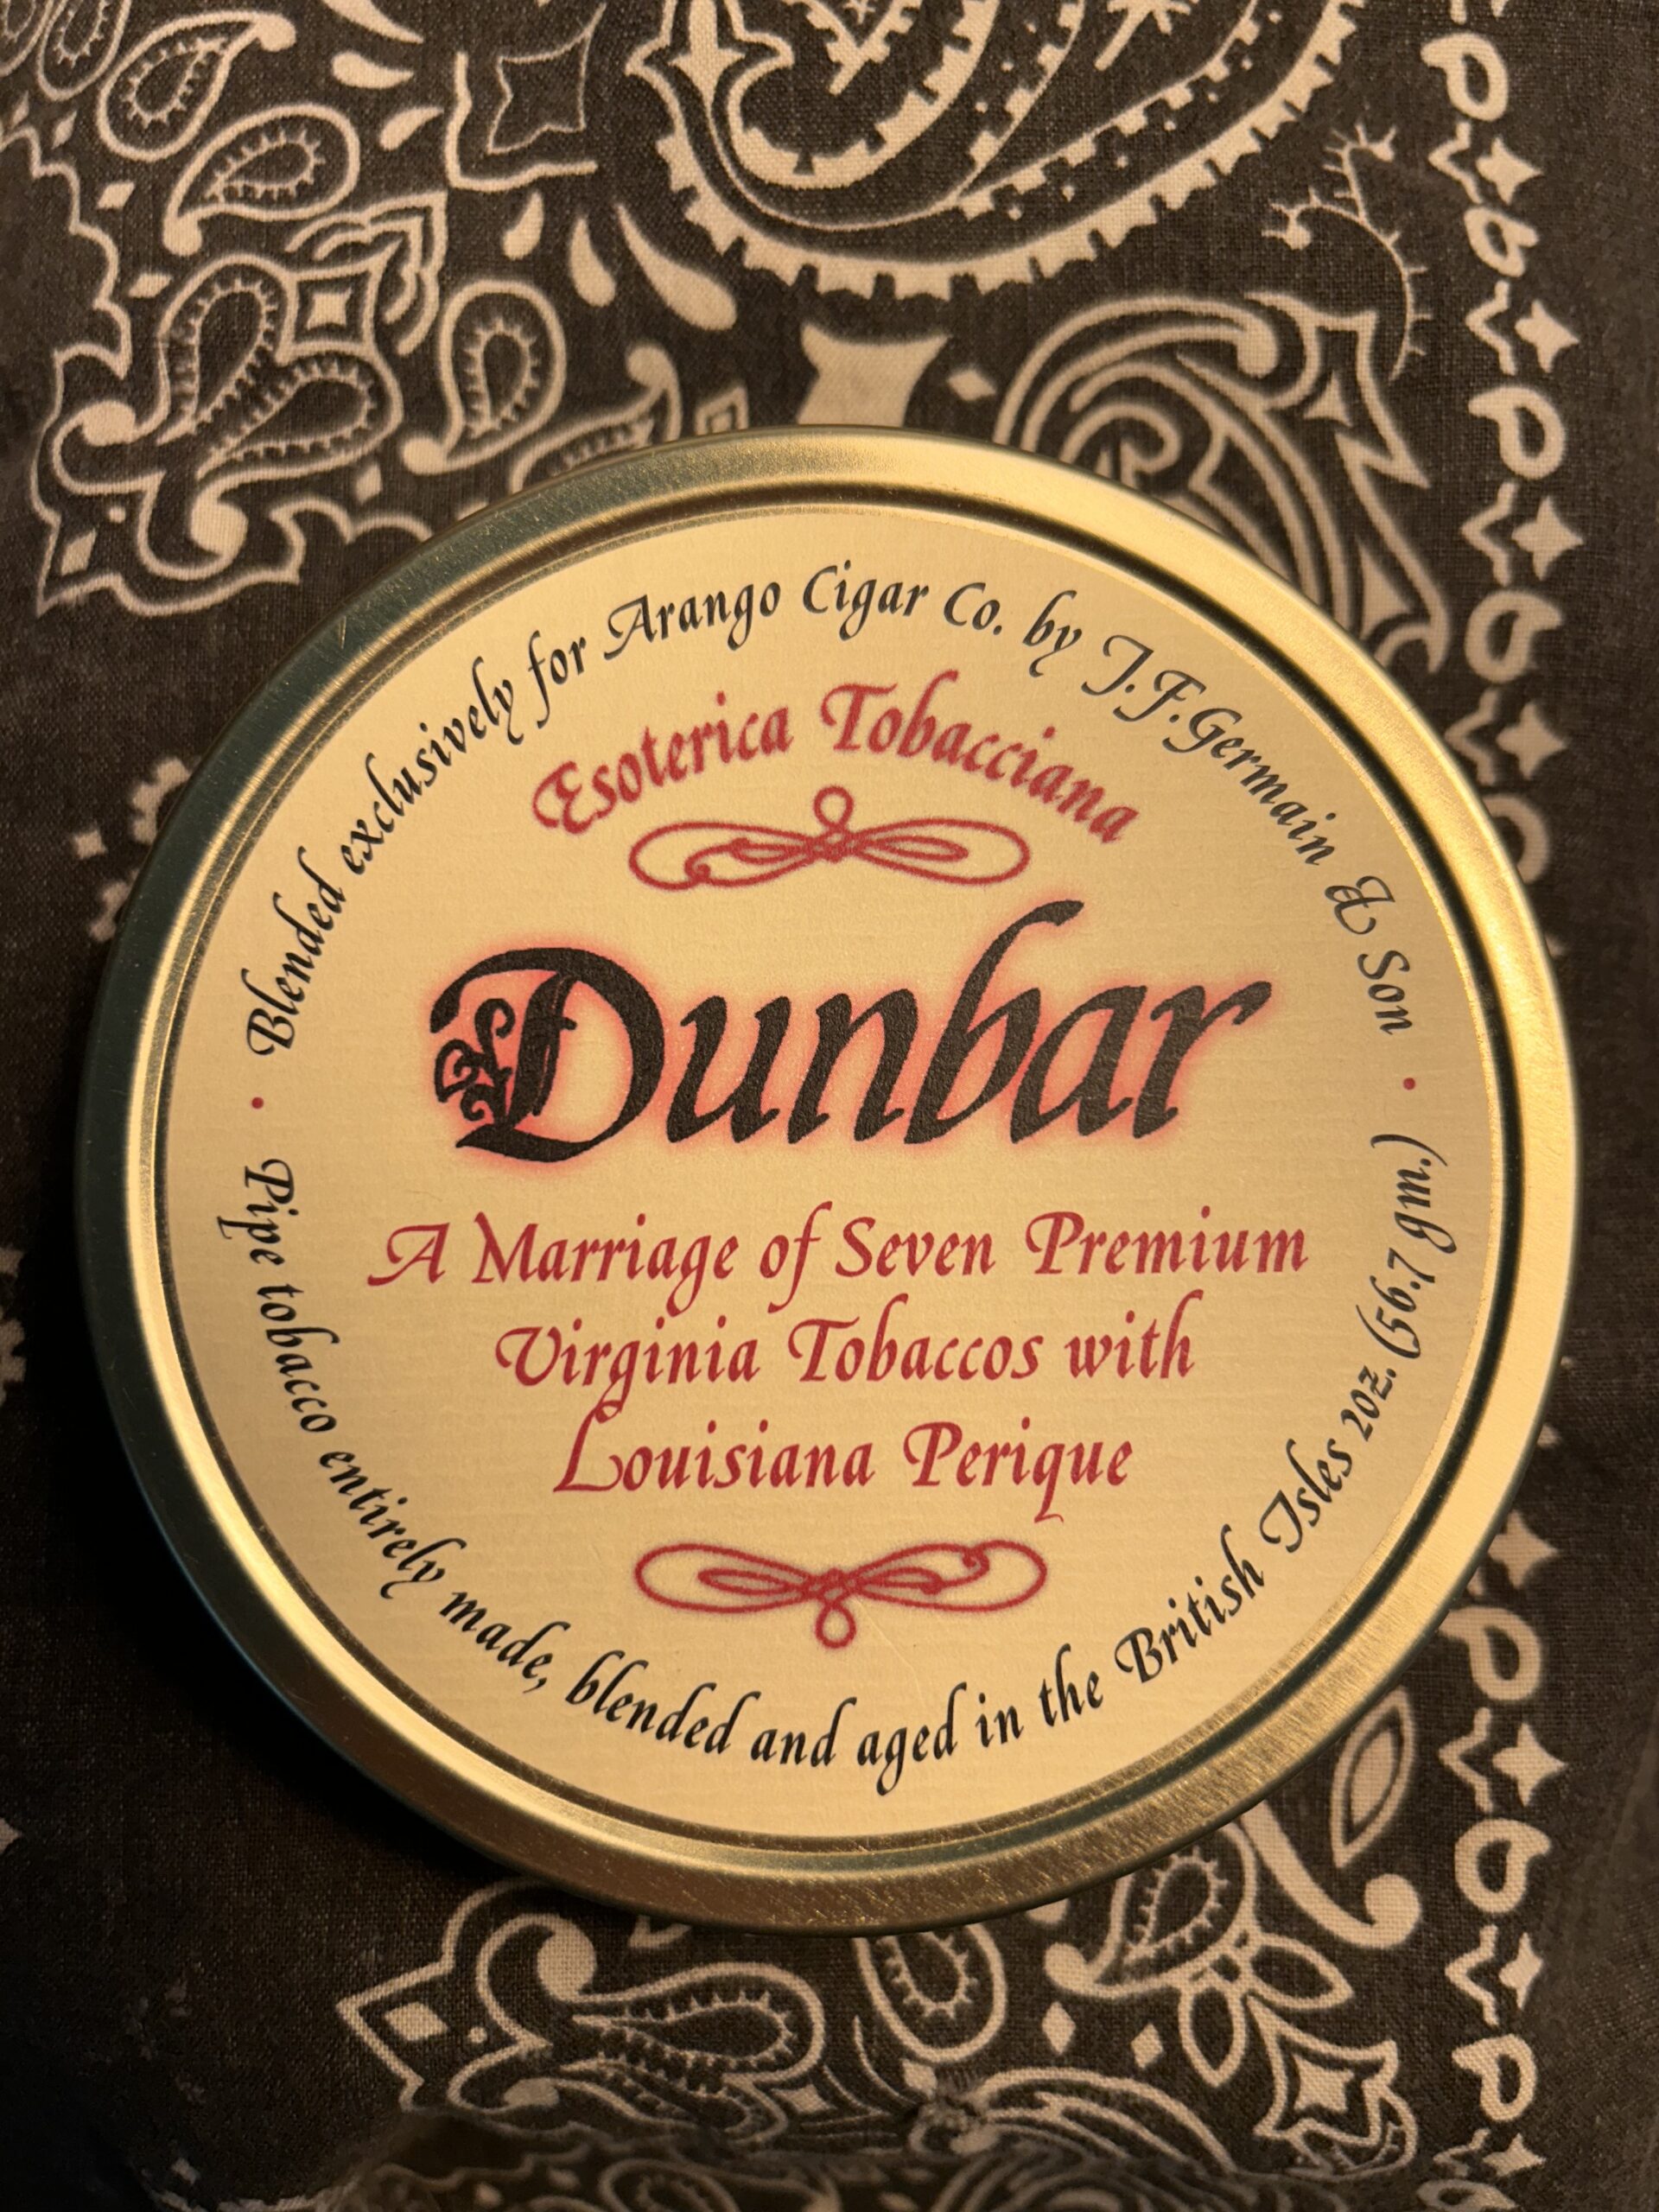 Blended exclusively for Arango Cigar Co. by J.F.Germain & Son
Esoterica Tobacciana
Dunbar
A Marriage of Seven Premium
Virginia Tobaccos with
Louisiana Perique
Pipe tobacco entirely made, blended and aged in the British Isles 2oz. (56.7 gm.)